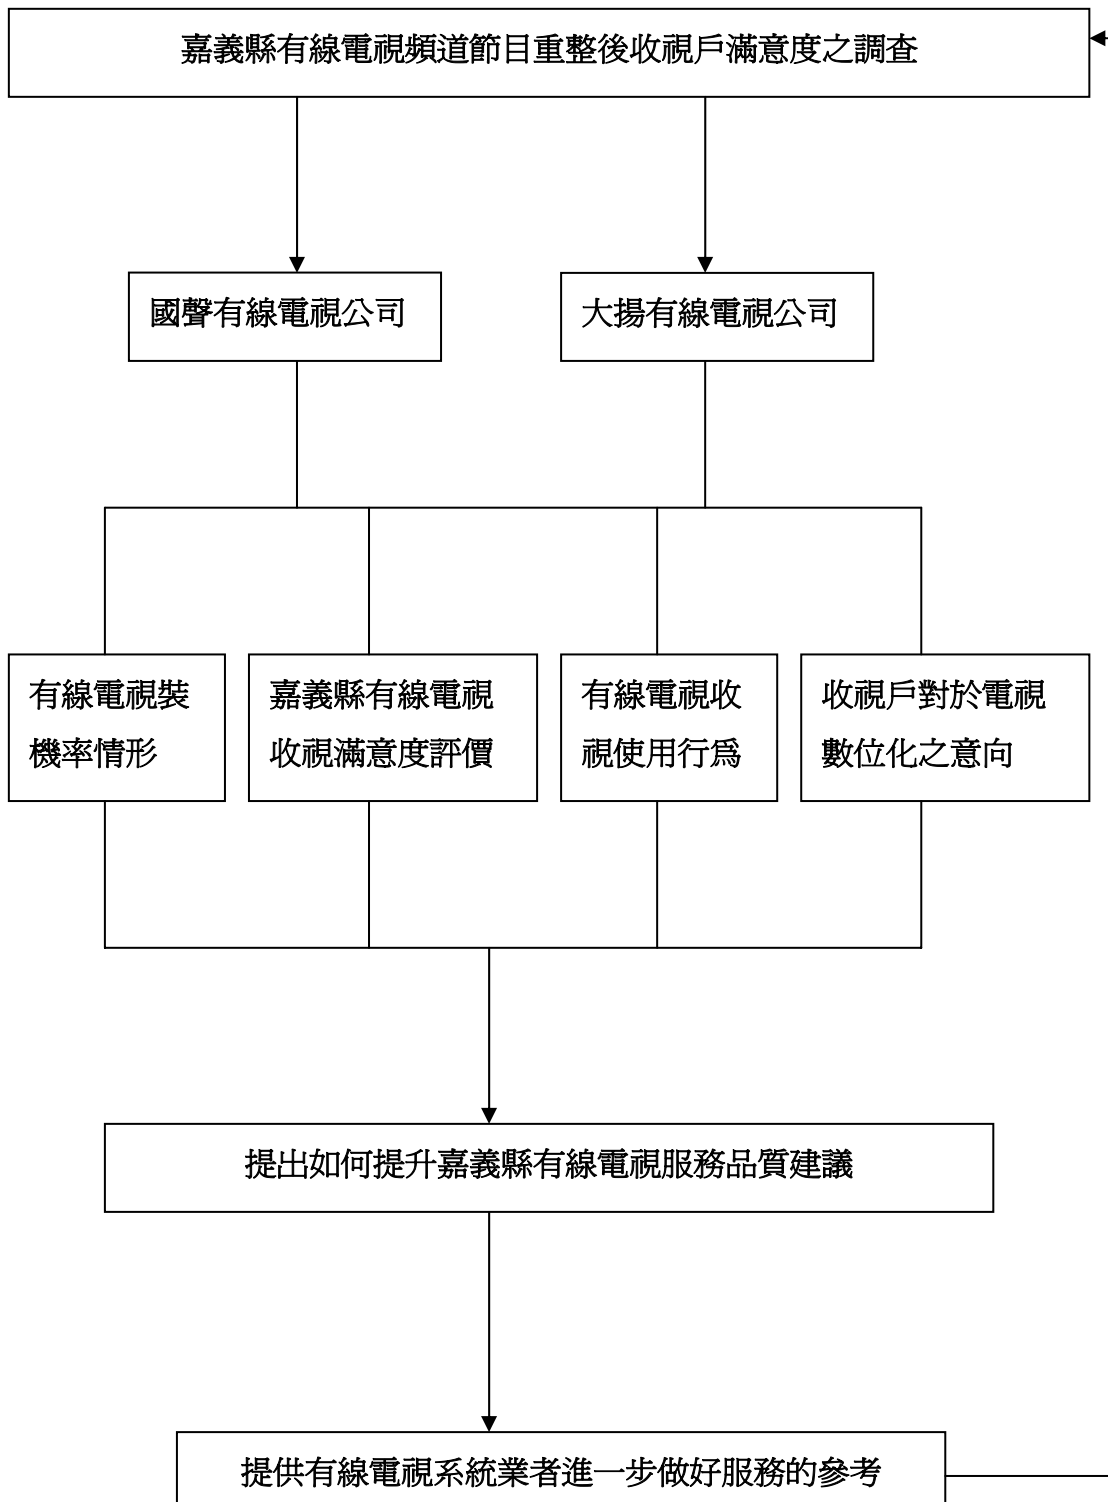 嘉義縣有線電視頻道節目重整後收視戶滿意度之調查
國聲有線電視公司
大揚有線電視公司
有線電視裝
機率情形
嘉義縣有線電視
收視滿意度評價
有線電視收
視使用行為
收視戶對於電視
數位化之意向
提出如何提升嘉義縣有線電視服務品質建議
提供有線電視系統業者進一步做好服務的參考